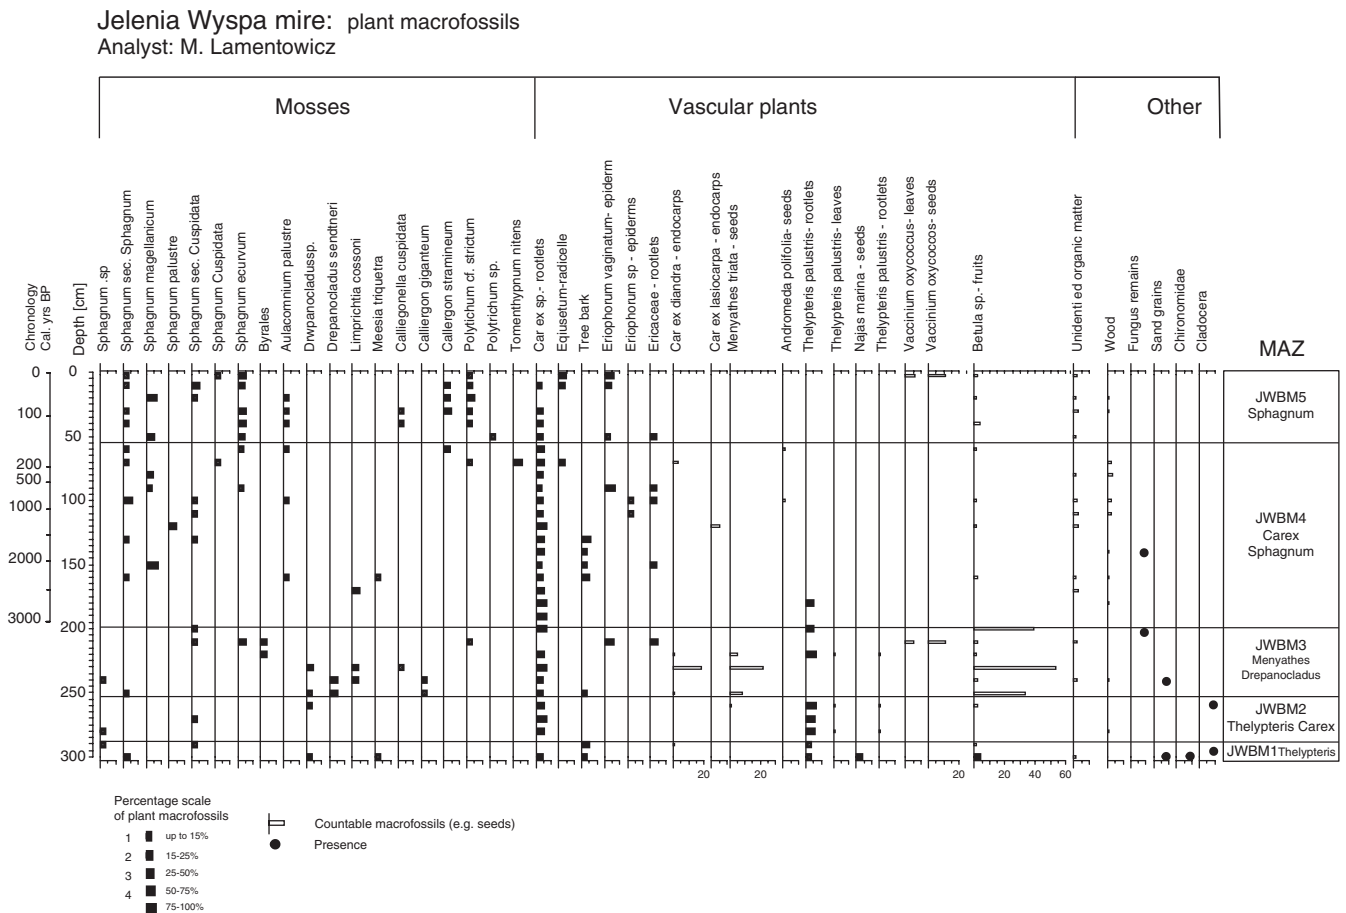 Jelenia Wyspa mire: plant macrofossils
Analyst: M. Lamentowicz
Mosses
Vascular plants
Other
Chronology
Cal. yrs BP
Depth [cm]
Sphagnum .sp
Sphagnum sec. Sphagnum
Sphagnum magellanicum
Sphagnum palustre
Sphagnum sec. Cuspidata
Sphagnum Cuspidata
Sphagnum ecurvum
Byrales
Aulacomnium palustre
Drwpanocladussp.
Drepanocladus sendtneri
Limprichtia cossoni
Meesia triquetra
Calliegonella cuspidata
Calliergon giganteum
Caliergon stramineum
Polytichum cf. strictum
Polytrichum sp.
Tomenthypnum nitens
Car ex sp.- rootlets
Eqiusetum-radicelle
Tree bark
Eriophorum vaginatum- epiderm
Eriophorum sp - epiderms
Ericaceae - rootlets
Car ex diandra - endocarps
Car ex lasiocarpa - endocarps
Menyathes triata - seeds
Andromeda polifolia- seeds
Thelypteris palustris- rootlets
Thelypteris palustris- leaves
Najas marina - seeds
Thelypteris palustris - rootlets
Vaccinium oxycoccus- leaves
Vaccinium oxycoccos- seeds
Betula sp.- fruits
Unidenti ed organic matter
Wood
Fungus remains
Sand grains
Chironomidae
Cladocera
MAZ
0
100
200
500
1000
2000
3000
0
50
100
150
200
250
300
JWBM5
Sphagnum
JWBM4
Carex
Sphagnum
JWBM3
Menyathes
Drepanocladus
JWBM2
Thelypteris Carex
JWBM1 Thelypteris
20
20
20
20
40
60
Percentage scale
of plant macrofossils
1 up to 15%
2 15-25%
3 25-50%
4 50-75%
75-100%
Countable macrofossils (e.g. seeds)
Presence